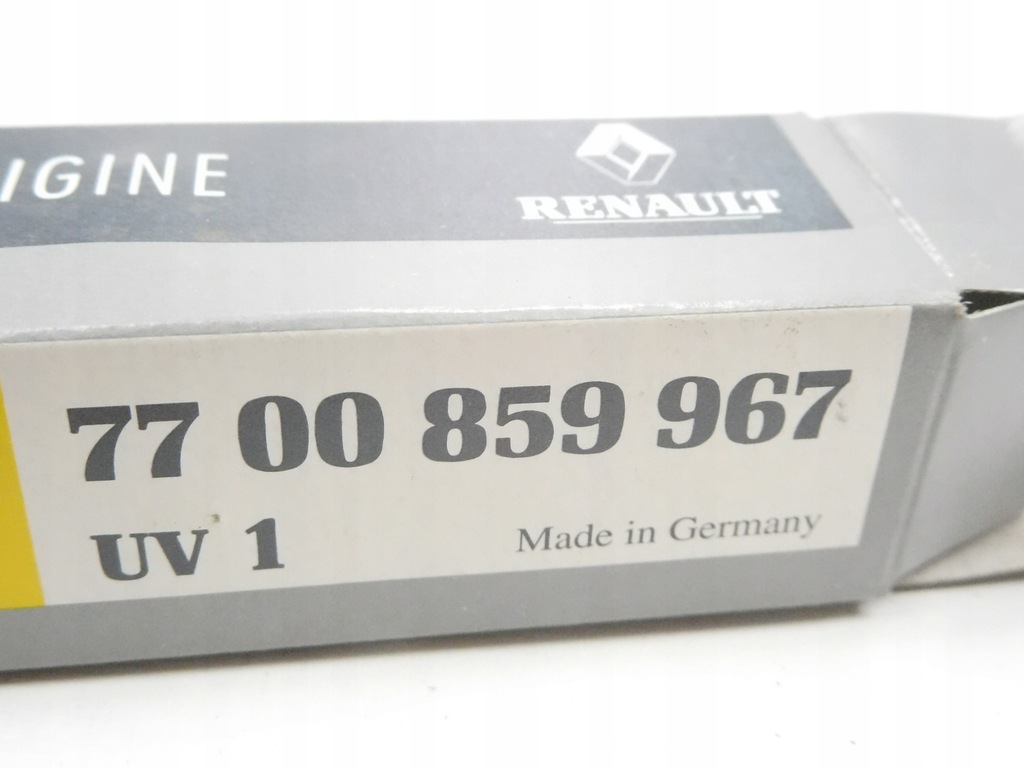 IGINE
RENAULT
77 00 859 967
UV 1
Made in Germany